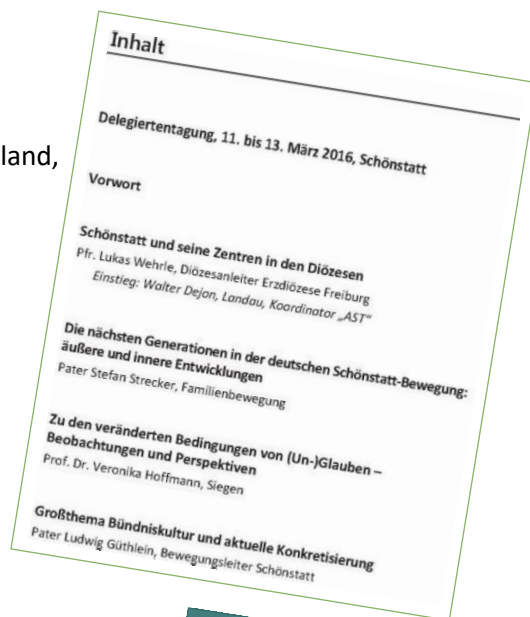 Inhalt
Delegiertentagung, 11. bis 13. März 2016, Schönstatt
land,
Vorwort
Schönstatt und seine Zentren in den Diözesen
Pfr. Lukas Wehrle, Diözesanleiter Erzdiözese Freiburg
Einstieg: Walter Dejon, Landau, Koordinator „AST“
Die nächsten Generationen in der deutschen Schönstatt-Bewegung:
äußere und innere Entwicklungen
Pater Stefan Strecker, Familienbewegung
Zu den veränderten Bedingungen von (Un-)Glauben –
Beobachtungen und Perspektiven
Prof. Dr. Veronika Hoffmann, Siegen
Großthema Bündniskultur und aktuelle Konkretisierung
Pater Ludwig Güthlein, Bewegungsleiter Schönstatt